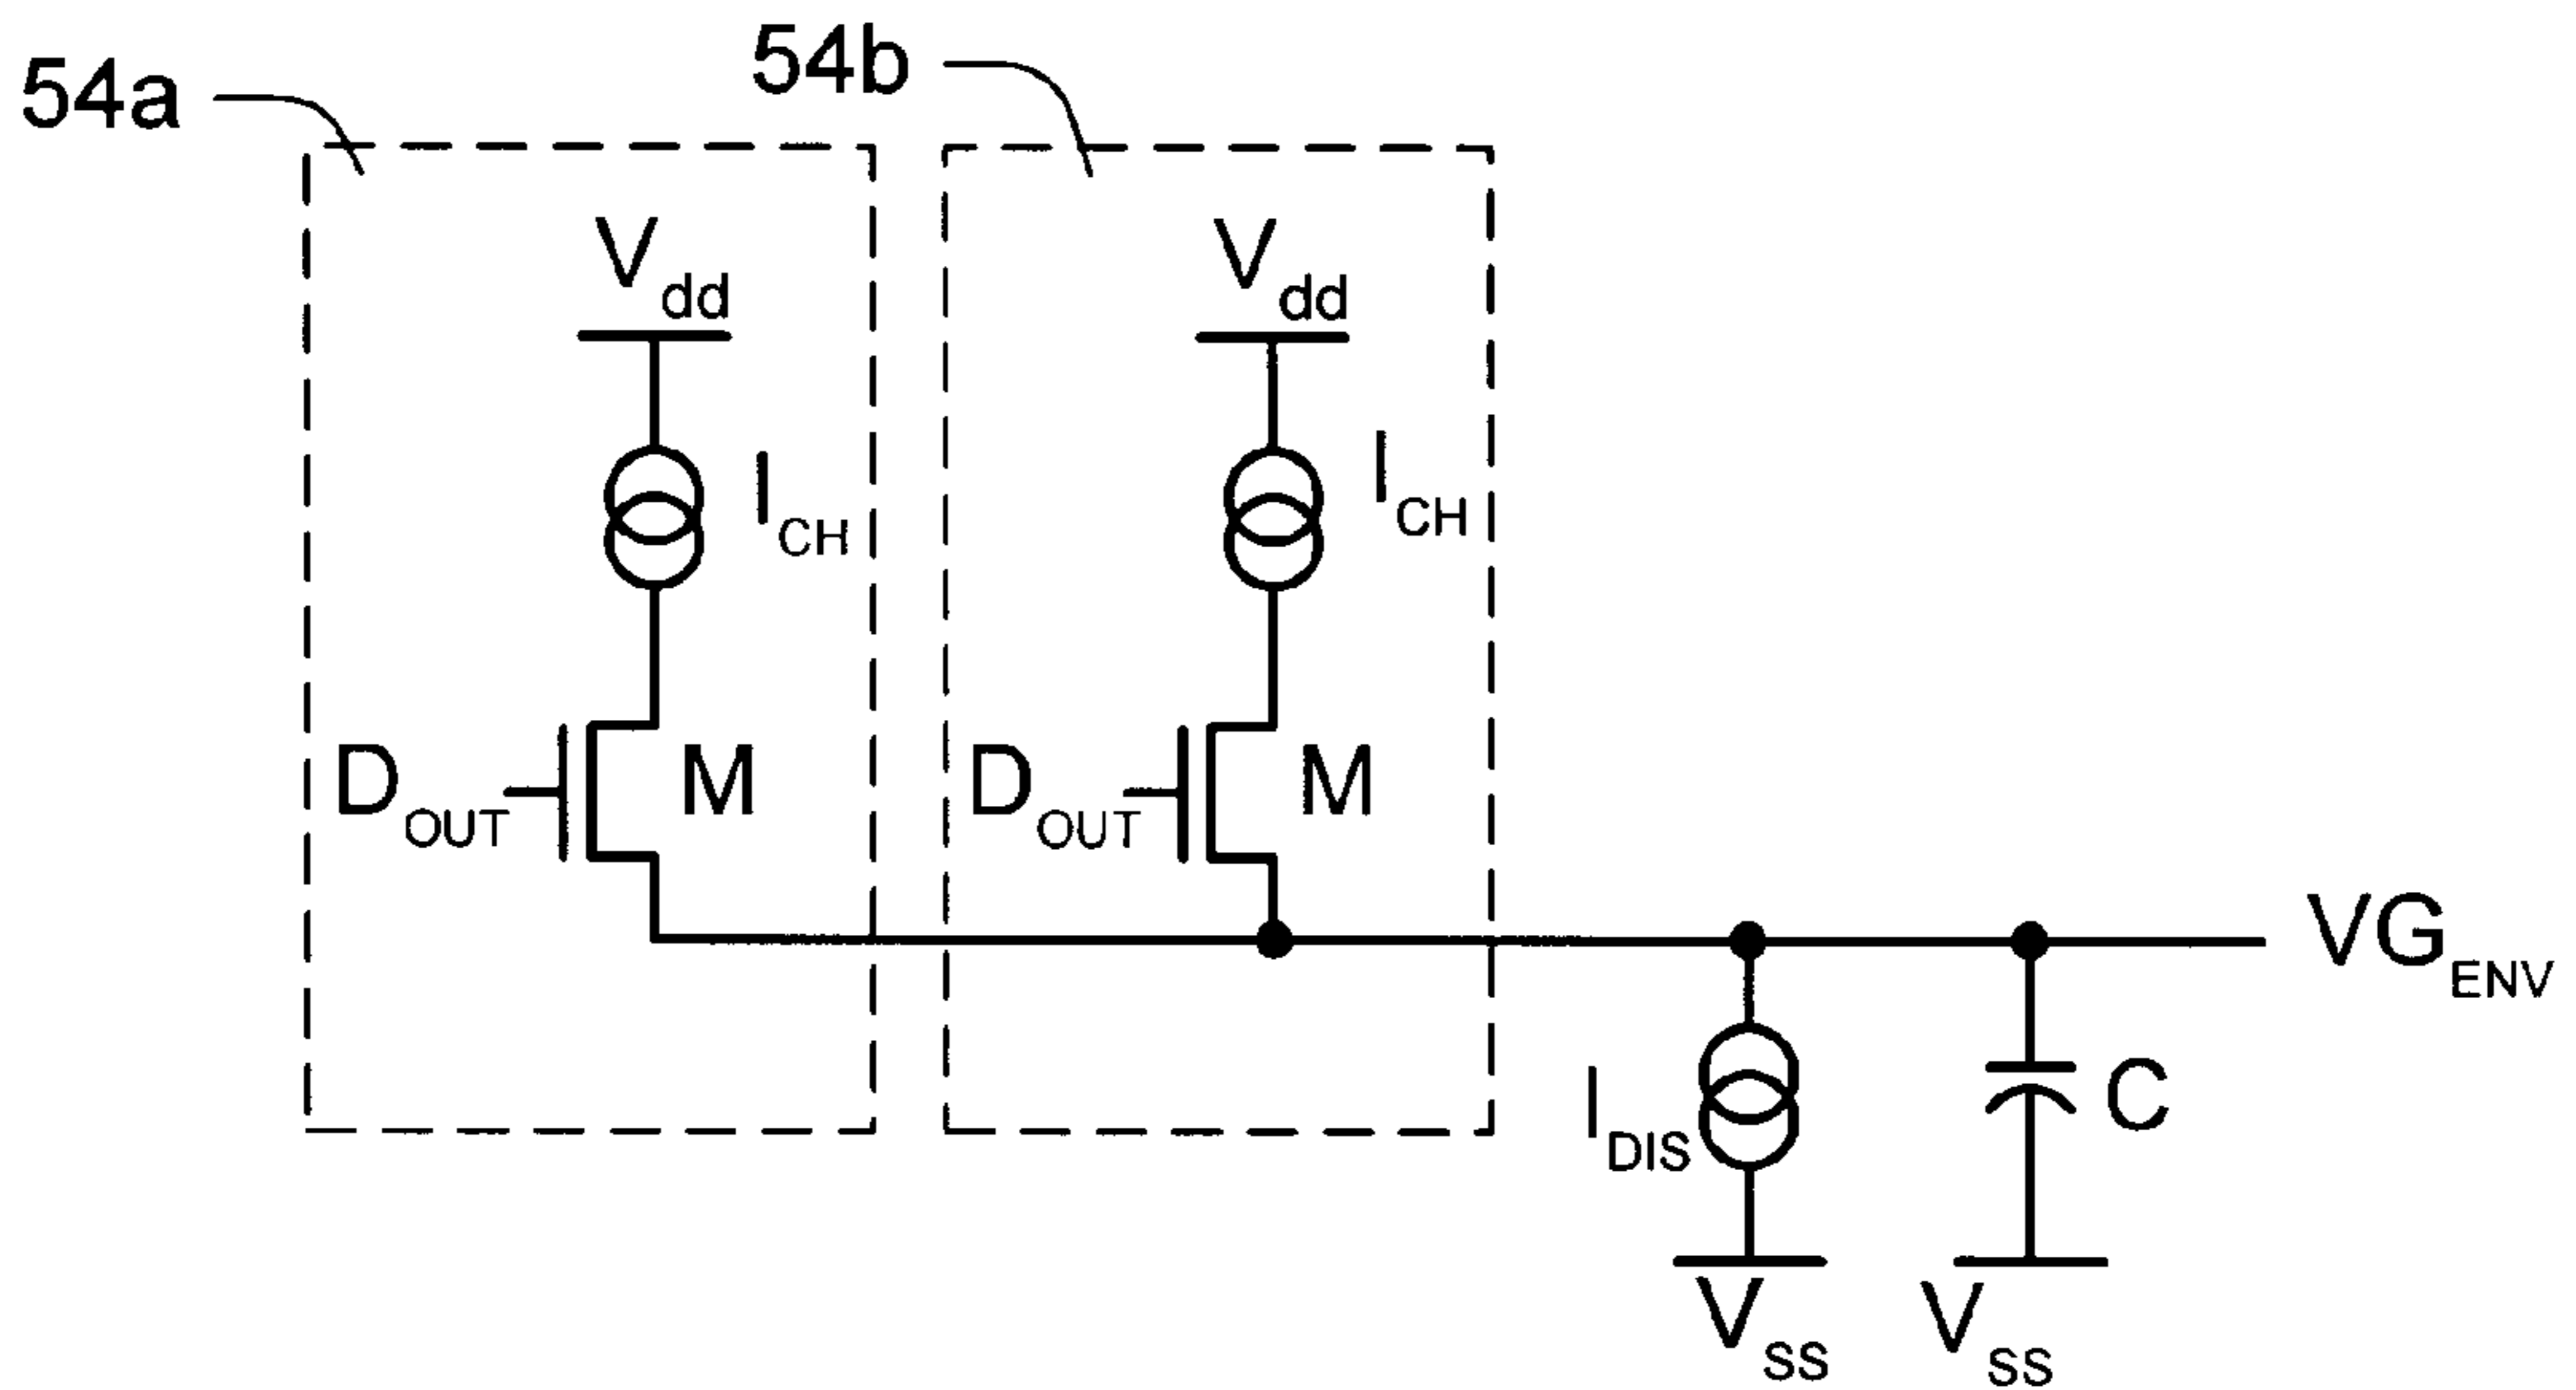 54a
54b
Vdd
Vdd
ICH
ICH
DOUT
M
DOUT
M
VGENV
IDIS
C
VSS
VSS